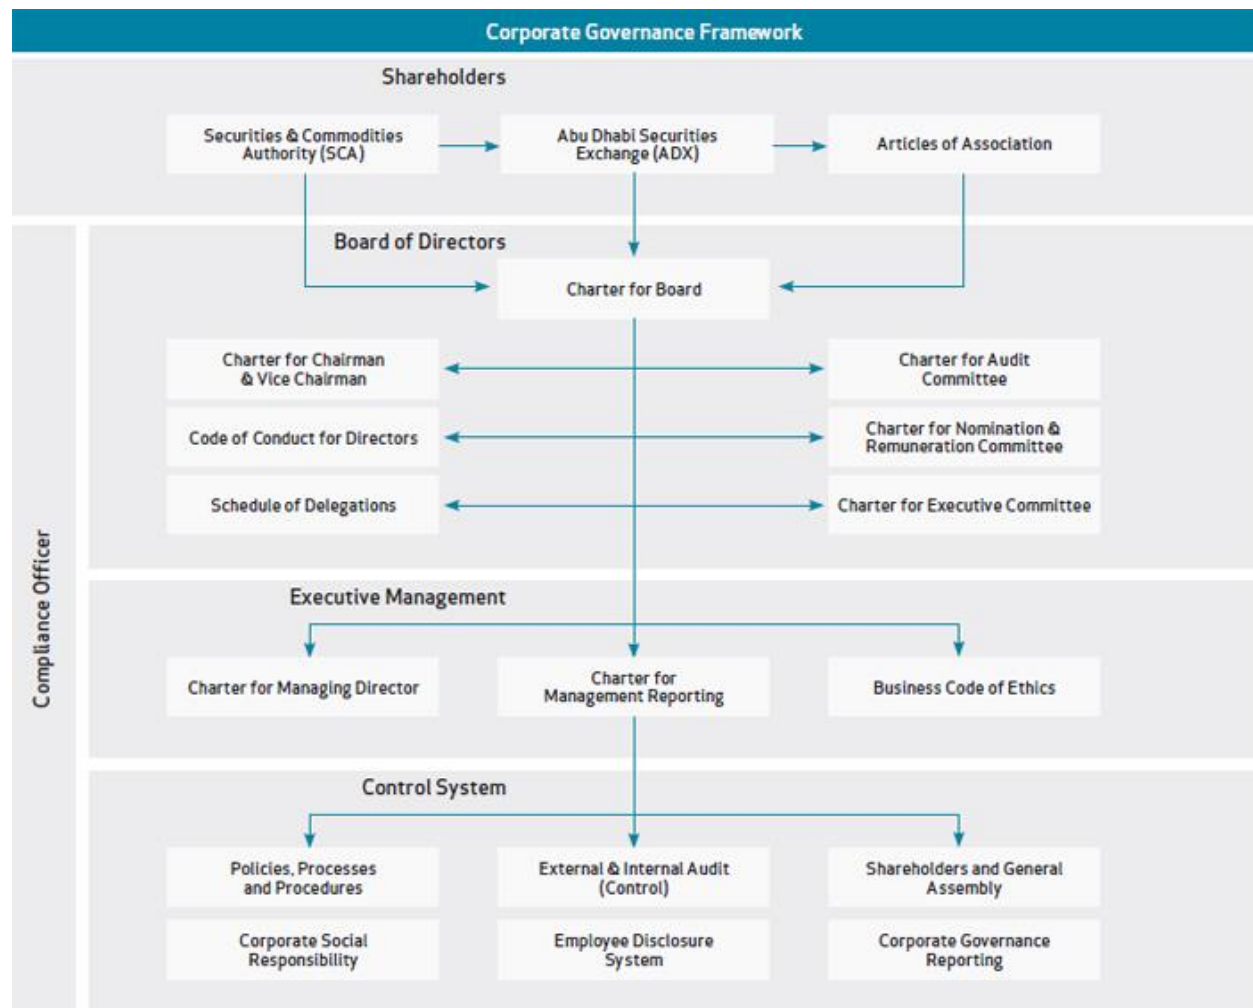 Corporate Governance Framework
Shareholders
Securities & Commodities
Authority (SCA)
Abu Dhabi Securities
Exchange (ADX)
Articles of Association
Compliance Officer
Board of Directors
Charter for Board
Charter for Chairman
& Vice Chairman
Charter for Audit
Committee
Code of Conduct for Directors
Charter for Nomination &
Remuneration Committee
Schedule of Delegations
Charter for Executive Committee
Executive Management
Charter for Managing Director
Charter for
Management Reporting
Business Code of Ethics
Control System
Policies, Processes
and Procedures
External & Internal Audit
(Control)
Shareholders and General
Assembly
Corporate Social
Responsibility
Employee Disclosure
System
Corporate Governance
Reporting